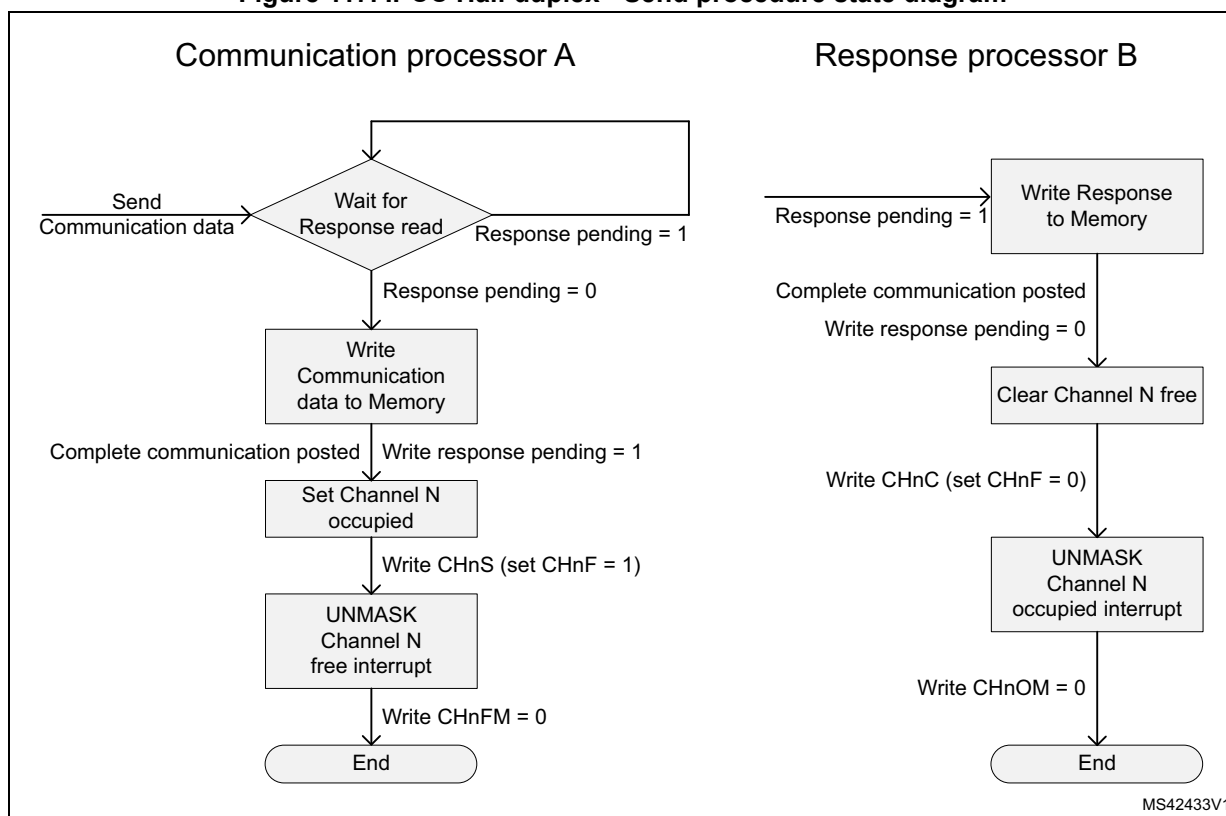 Figure 117. IPCC Half-duplex - Send procedure state diagram
Communication processor A
Send
Communication data
Wait for
Response read
Response pending = 1
Response pending = 0
Write
Communication
data to Memory
Complete communication posted
Write response pending = 1
Set Channel N
occupied
Write CHnS (set CHnF = 1)
UNMASK
Channel N
free interrupt
Write CHnFM = 0
End
Response processor B
Response pending = 1
Write Response
to Memory
Complete communication posted
Write response pending = 0
Clear Channel N free
Write CHnC (set CHnF = 0)
UNMASK
Channel N
occupied interrupt
Write CHnOM = 0
End
MS42433V1